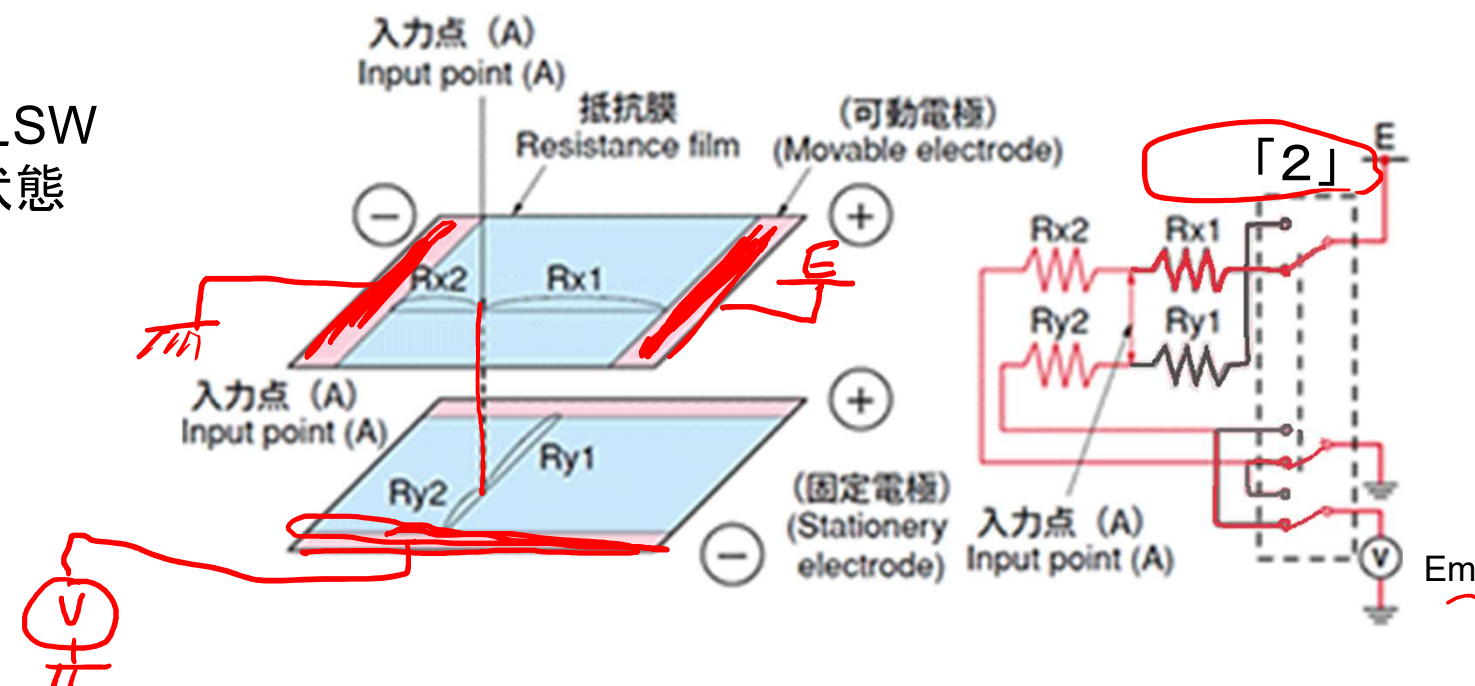 _SW
状態
入力点（A）
Input point (A)
抵抗膜
Resistance film
（可動電極）
(Movable electrode)
−
+
Rx2
Rx1
E
入力点（A）
Input point (A)
+
Ry1
Ry2
（固定電極）
(Stationery
electrode)
−
V
「2」
E
Rx2
Rx1
Ry2
Ry1
入力点（A）
Input point (A)
V
Em